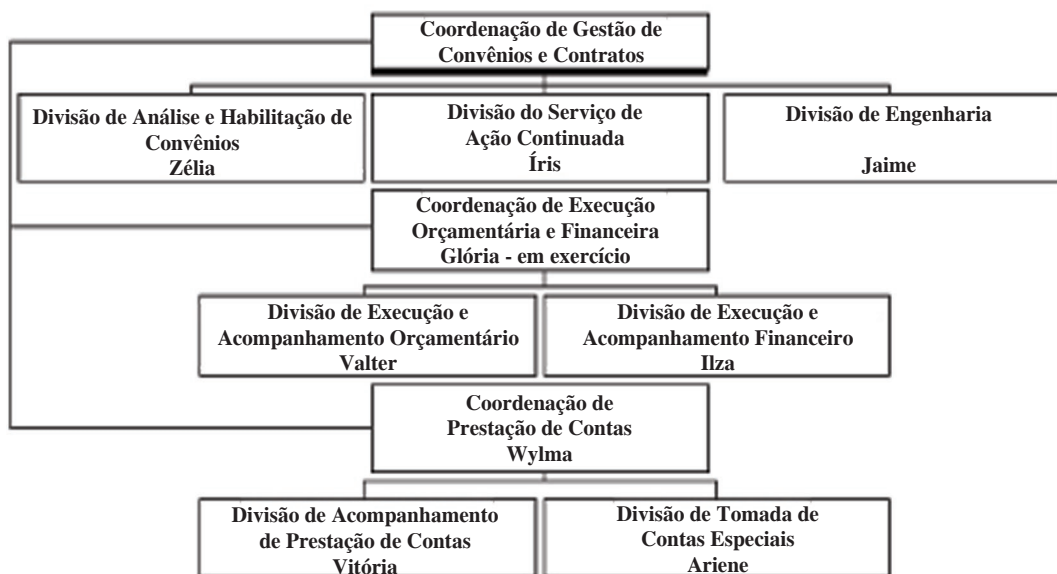 Coordenação de Gestão de
Convênios e Contratos
Divisão de Análise e Habilitação de
Convênios
Zélia
Divisão do Serviço de
Ação Continuada
Íris
Divisão de Engenharia
Jaime
Coordenação de Execução
Orçamentária e Financeira
Glória - em exercício
Divisão de Execução e
Acompanhamento Orçamentário
Valter
Divisão de Execução e
Acompanhamento Financeiro
Ilza
Coordenação de
Prestação de Contas
Wylma
Divisão de Acompanhamento
de Prestação de Contas
Vitória
Divisão de Tomada de
Contas Especiais
Ariene